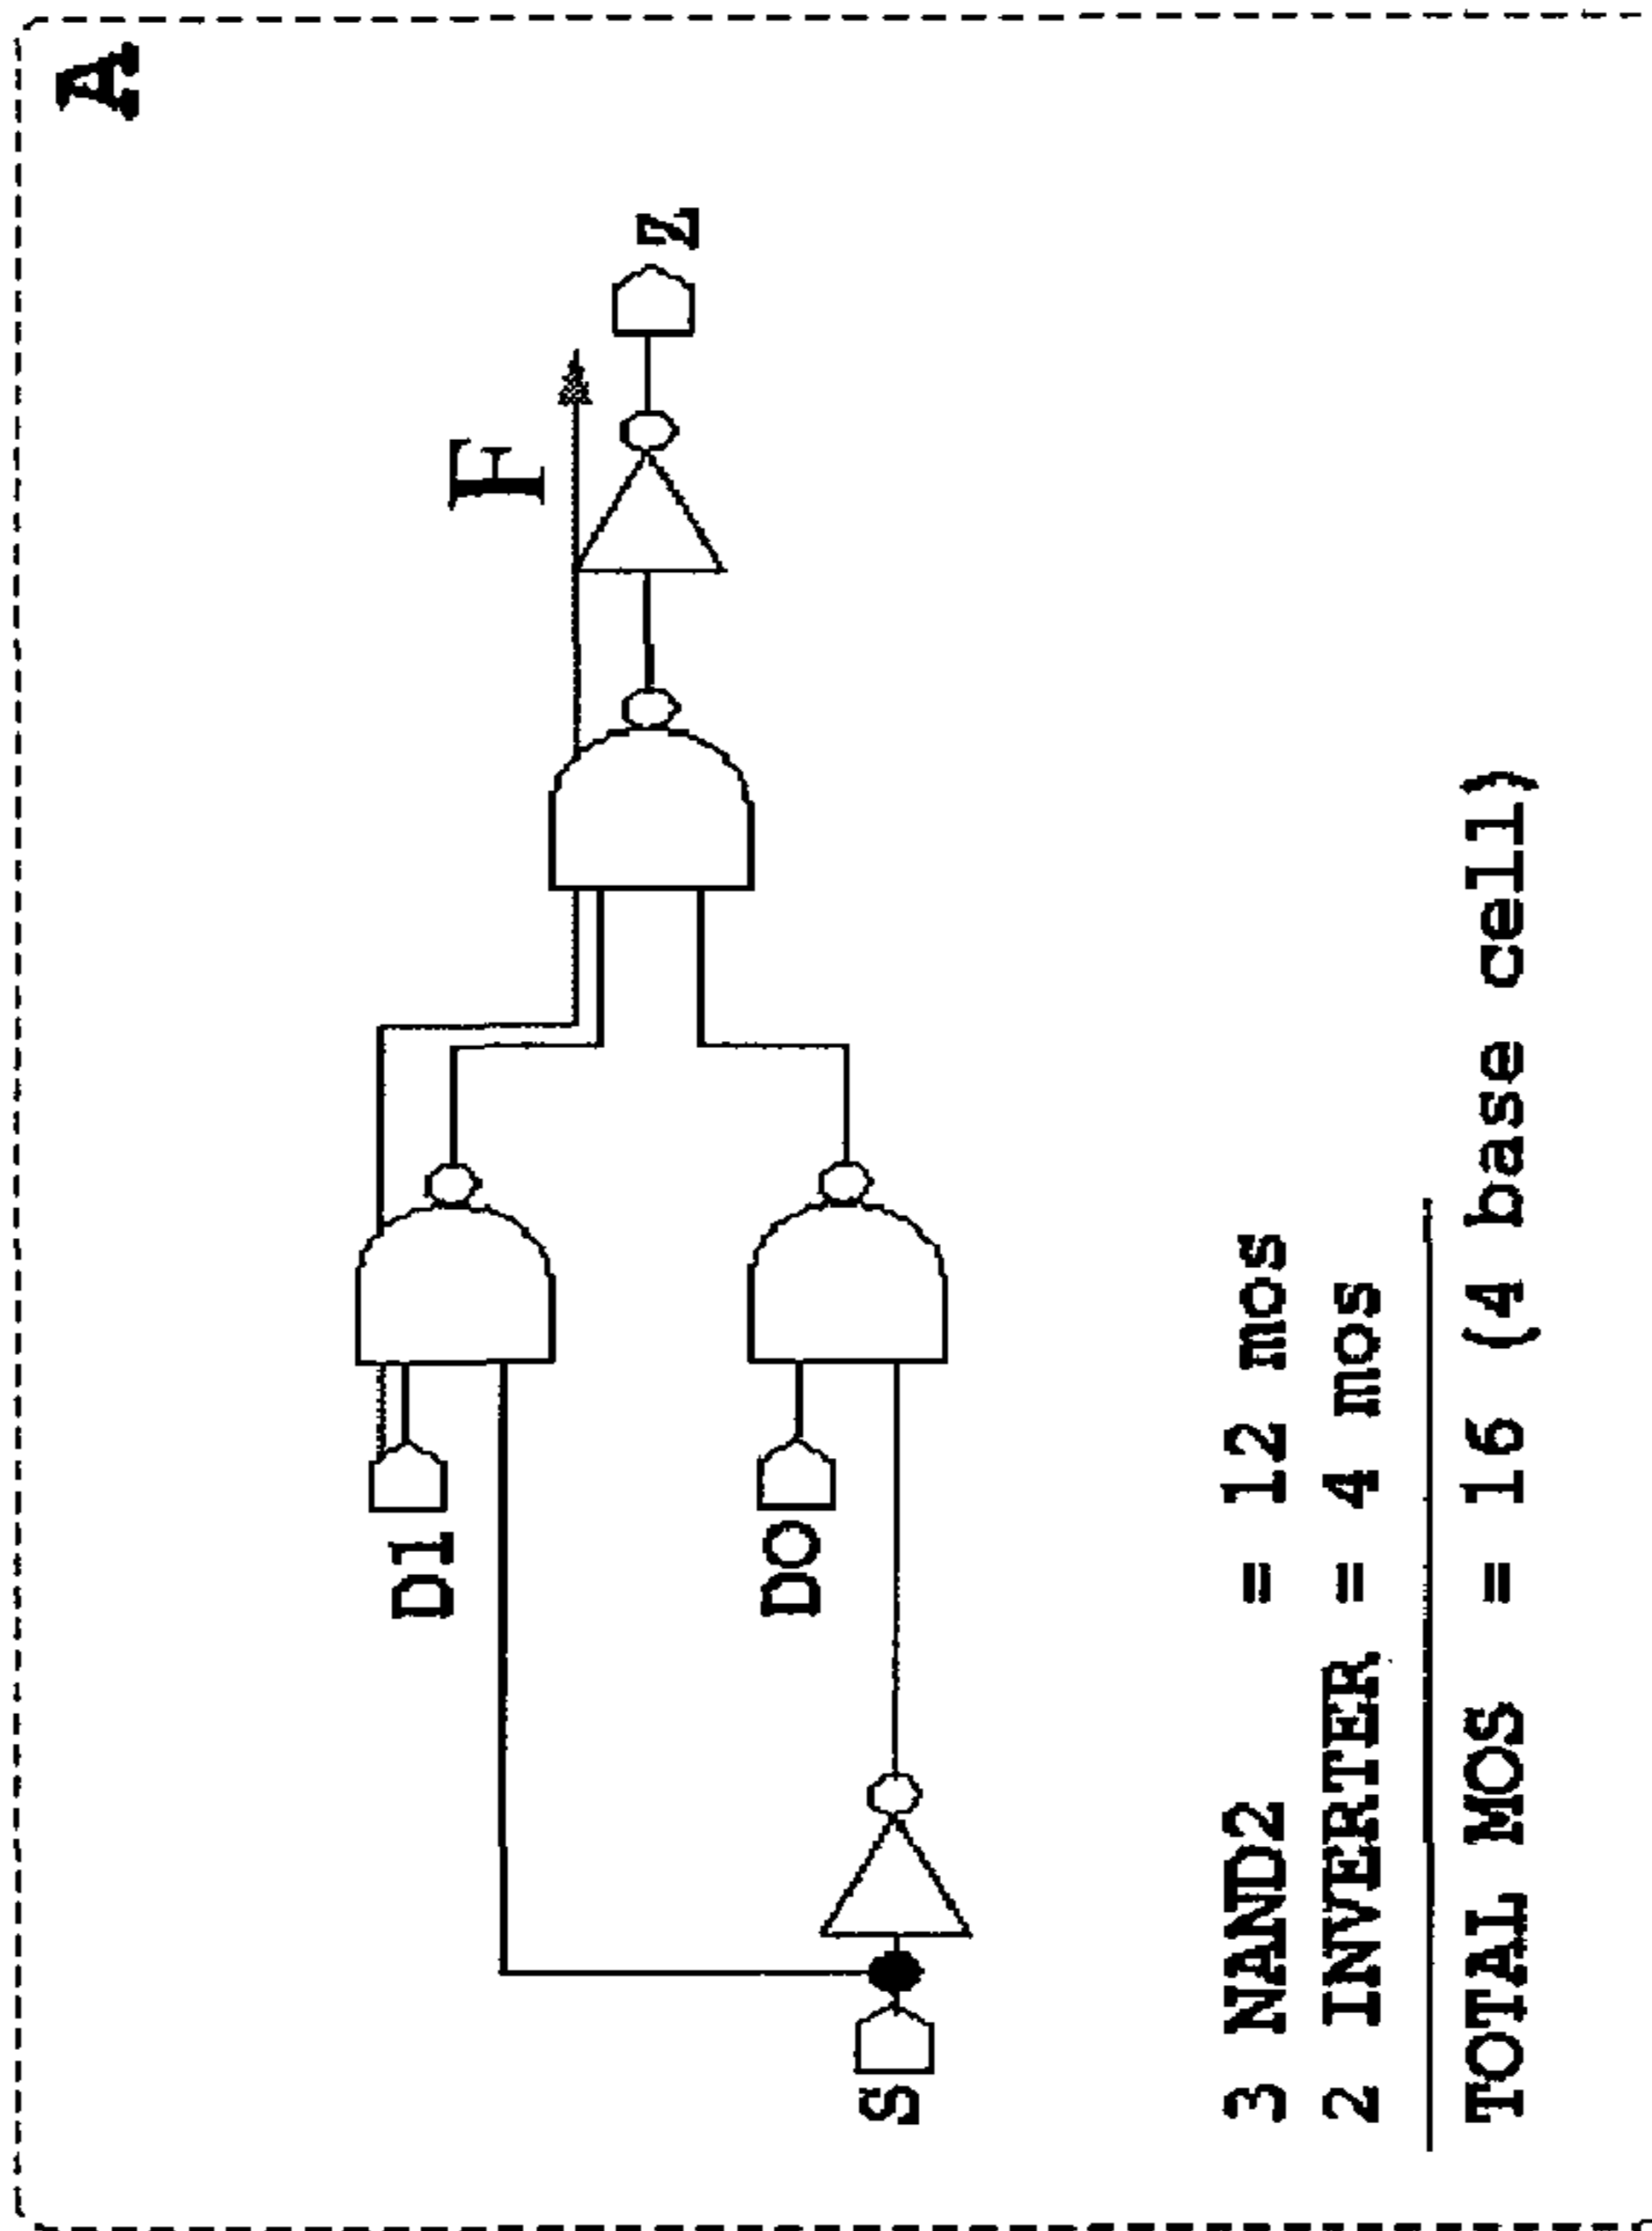 A
F
Z
D1
D0
S
3 NAND2 = 12 mos
2 INVERTER = 4 mos
TOTAL MOS = 16 (4 base cell)